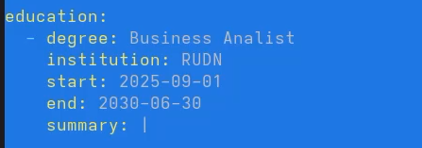 education:
  - degree: Business Analist
    institution: RUDN
    start: 2025-09-01
    end: 2030-06-30
    summary: |